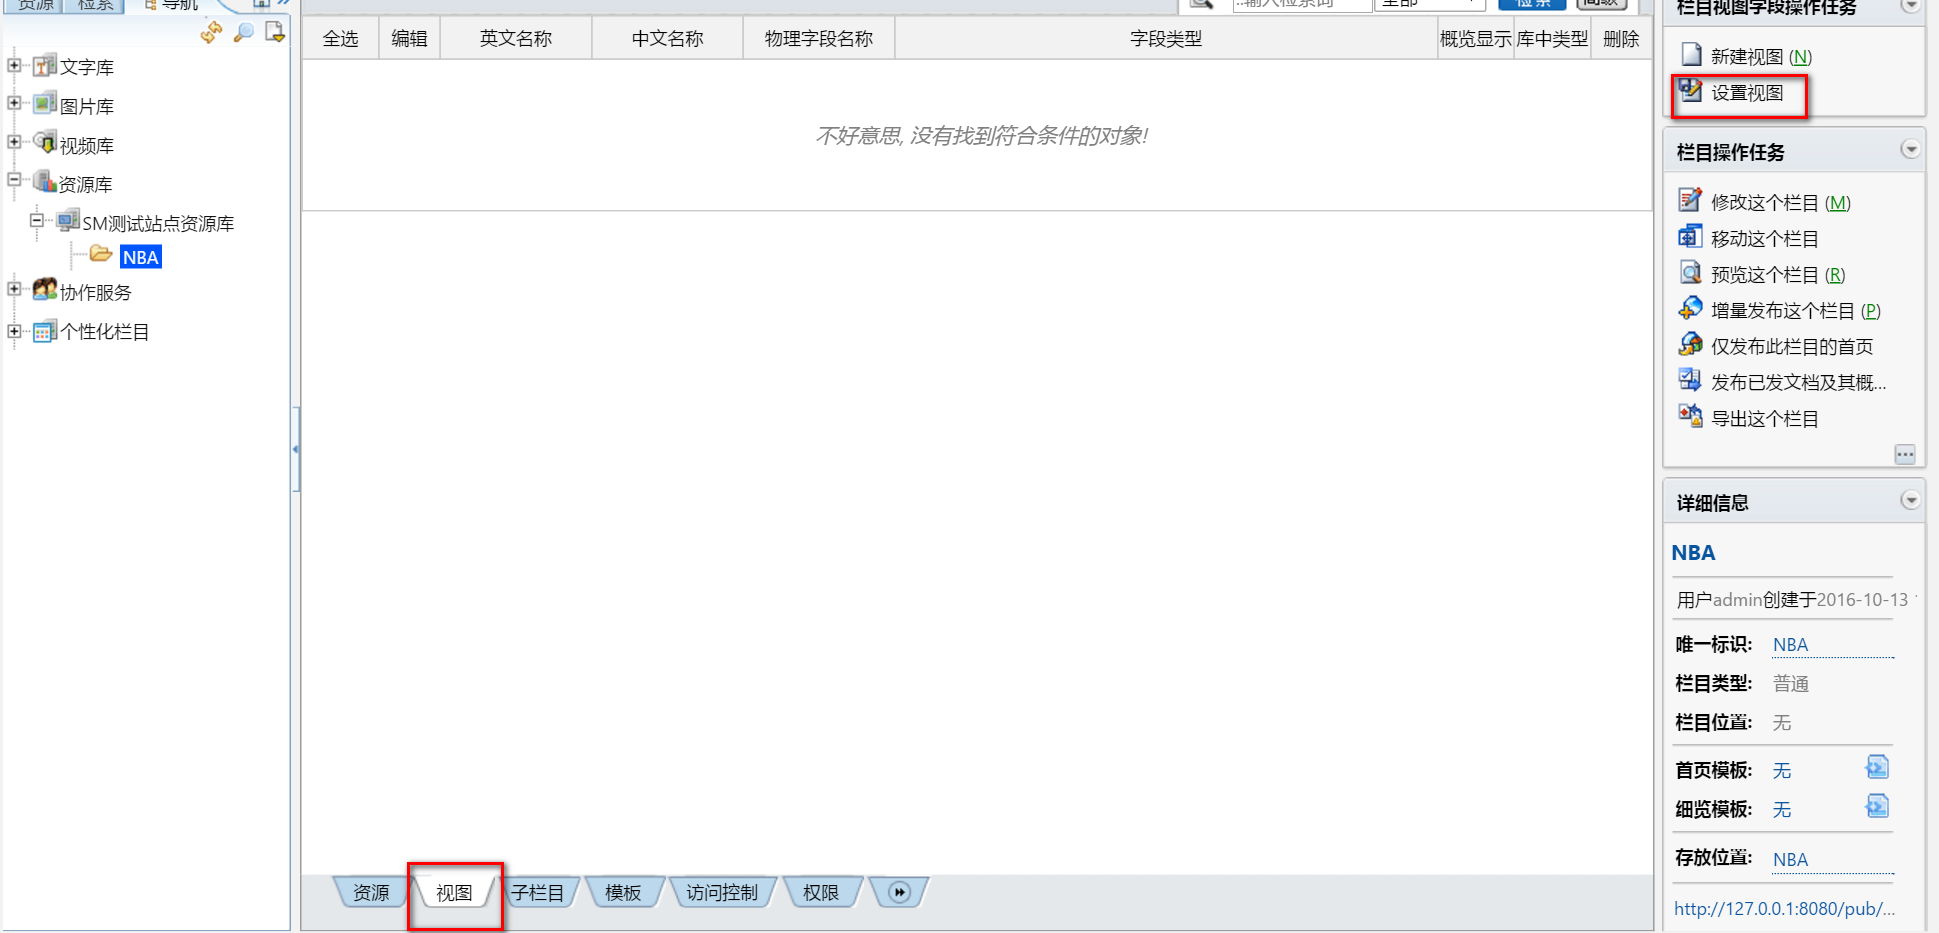 资源 检索 导航
..输入检索词 全部 检索 高级
文字库
图片库
视频库
资源库
SM测试站点资源库
NBA
协作服务
个性化栏目
全选 编辑 英文名称 中文名称 物理字段名称 字段类型 概览显示 库中类型 删除
不好意思, 没有找到符合条件的对象!
资源 视图 子栏目 模板 访问控制 权限
栏目视图字段操作任务
新建视图 (N)
设置视图
栏目操作任务
修改这个栏目 (M)
移动这个栏目
预览这个栏目 (R)
增量发布这个栏目 (P)
仅发布此栏目的首页
发布已发文档及其概...
导出这个栏目
详细信息
NBA
用户admin创建于2016-10-13
唯一标识: NBA
栏目类型: 普通
栏目位置: 无
首页模板: 无
细览模板: 无
存放位置: NBA
http://127.0.0.1:8080/pub/...